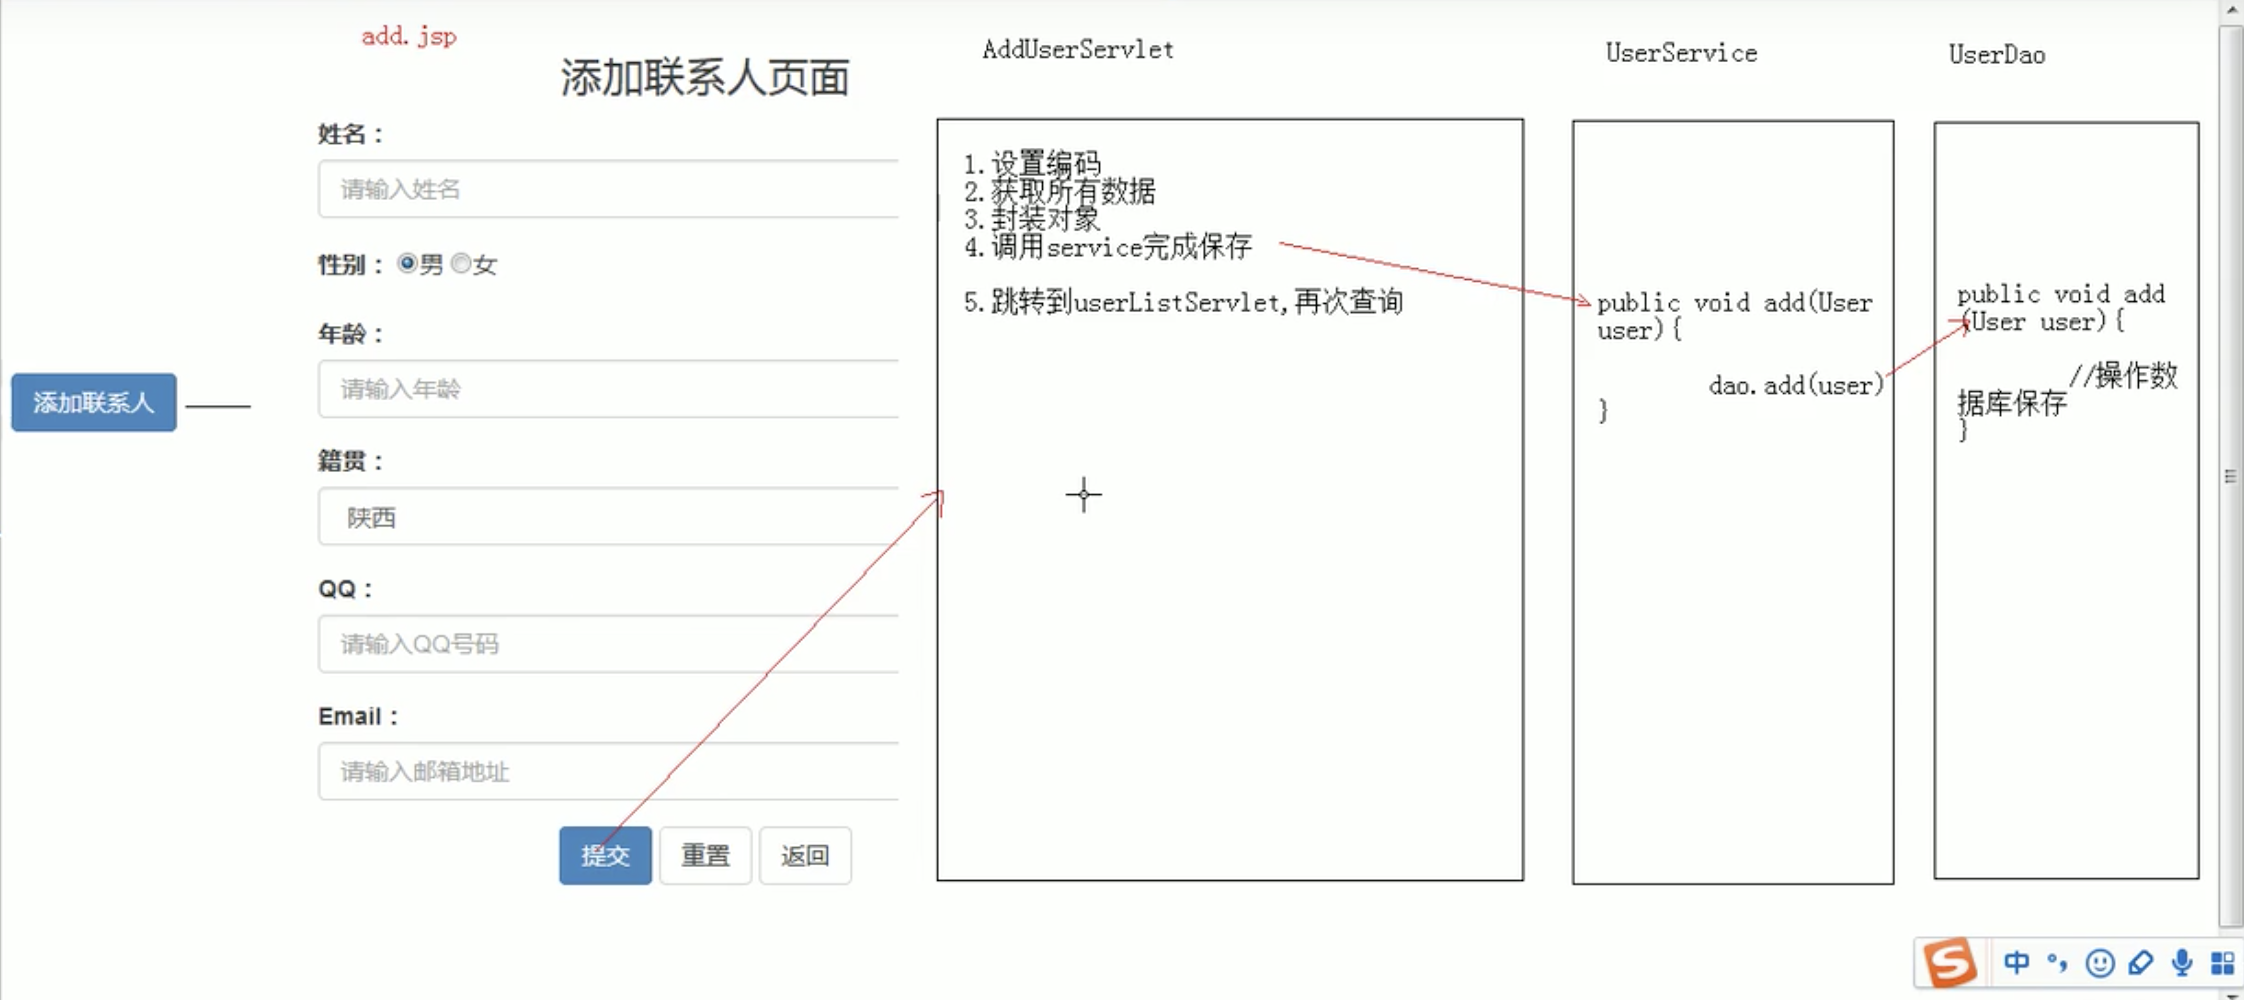 add.jsp
添加联系人页面
姓名：
请输入姓名
性别： 男 女
年龄：
请输入年龄
添加联系人
籍贯：
陕西
QQ：
请输入QQ号码
Email：
请输入邮箱地址
提交 重置 返回
AddUserServlet
1.设置编码
2.获取所有数据
3.封装对象
4.调用service完成保存
5.跳转到userListServlet,再次查询
UserService
public void add(User
user){
dao.add(user)
}
UserDao
public void add
(User user){
//操作数
据库保存
}
中